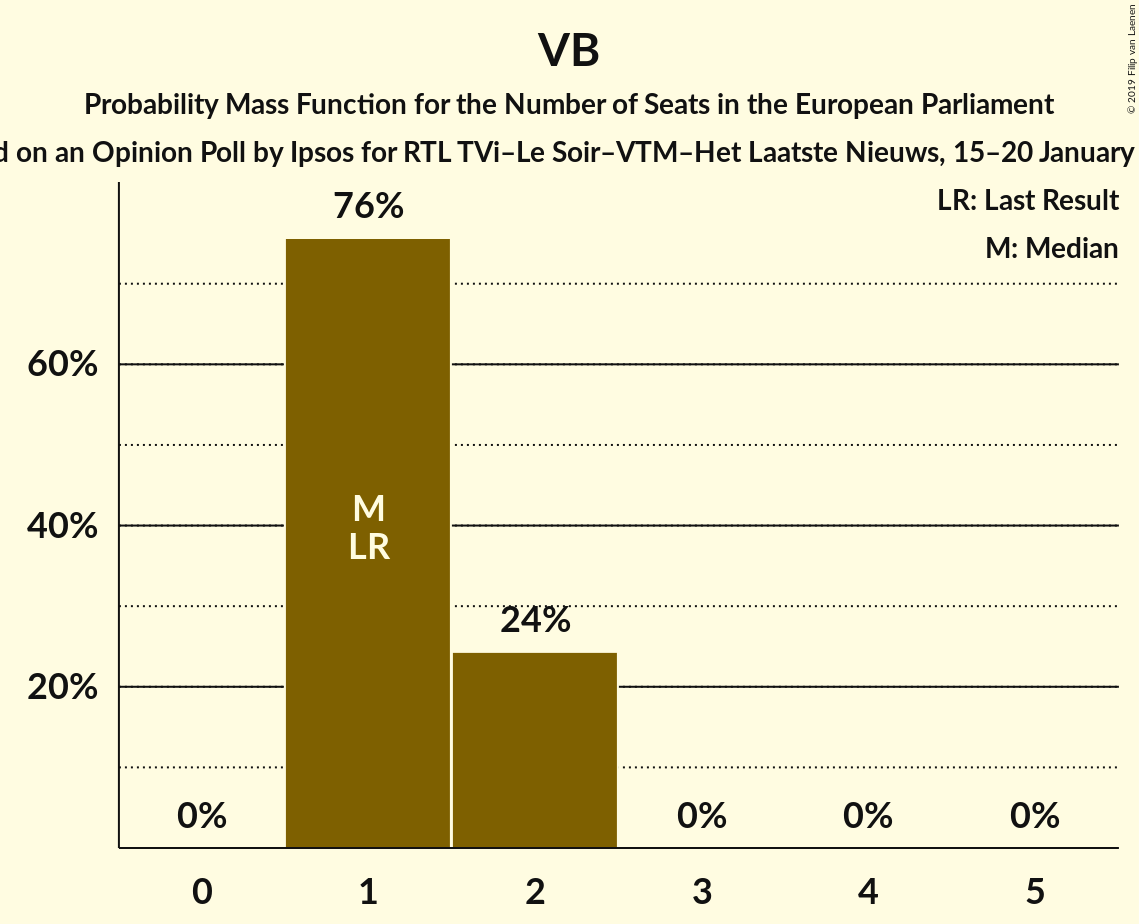 VB
Probability Mass Function for the Number of Seats in the European Parliament
on an Opinion Poll by Ipsos for RTL TVi–Le Soir–VTM–Het Laatste Nieuws, 15–20 January
© 2019 Filip van Laenen
LR: Last Result
M: Median
76%
60%
M
40%
LR
24%
20%
0%
0%
0%
0%
0 1 2 3 4 5